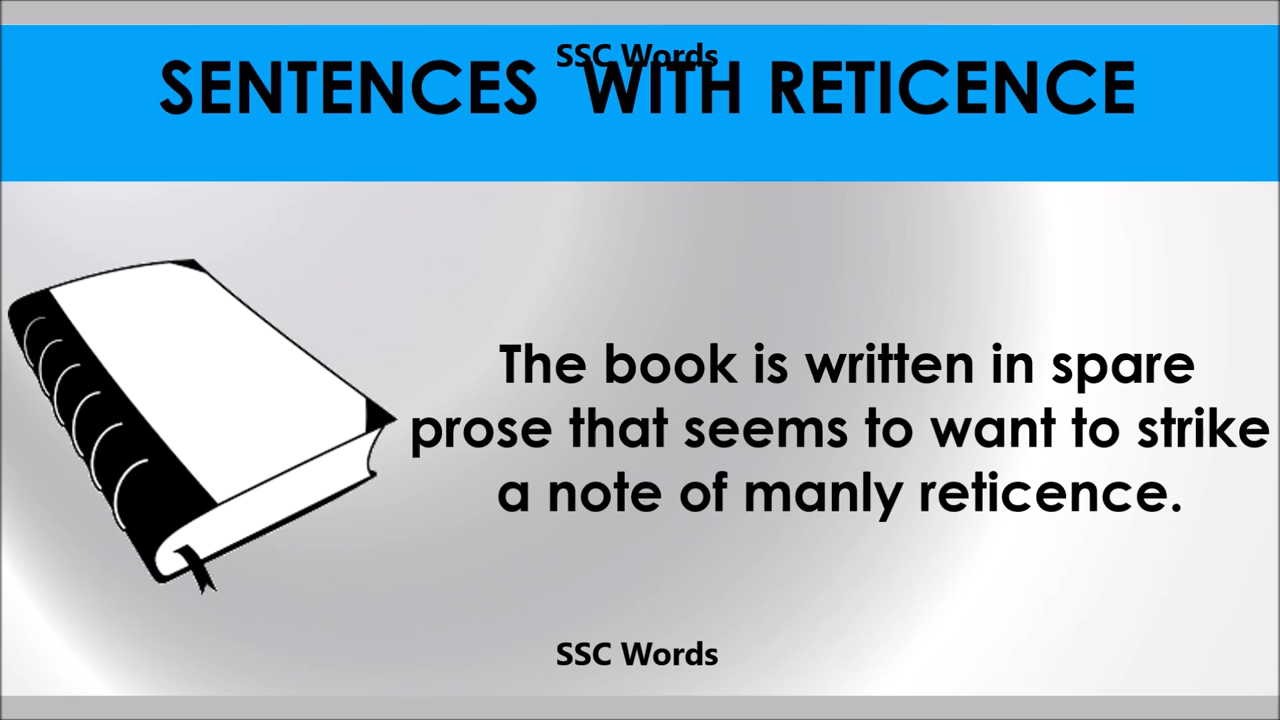 SSC Words
SENTENCES WITH RETICENCE
The book is written in spare
prose that seems to want to strike
a note of manly reticence.
SSC Words